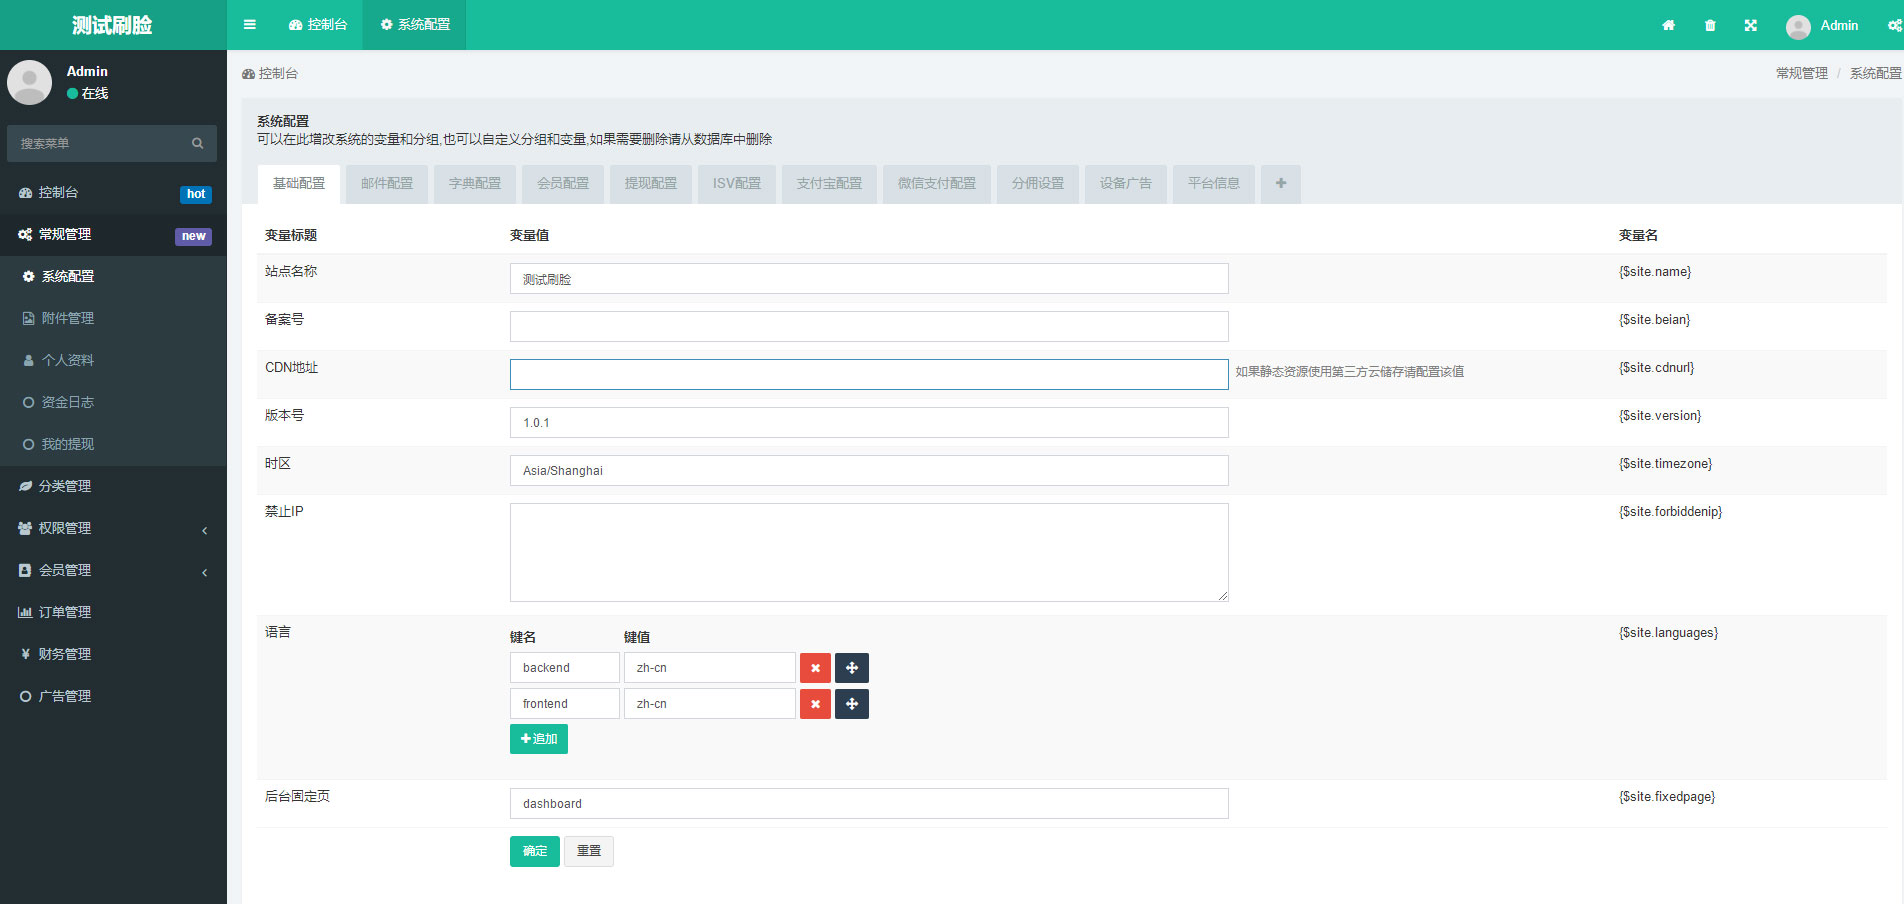 测试刷脸
控制台
系统配置
Admin
Admin
在线
搜索菜单
控制台
hot
常规管理
new
系统配置
附件管理
个人资料
资金日志
我的提现
分类管理
权限管理
会员管理
订单管理
财务管理
广告管理
控制台
常规管理 / 系统配置
系统配置
可以在此增改系统的变量和分组,也可以自定义分组和变量,如果需要删除请从数据库中删除
基础配置 邮件配置 字典配置 会员配置 提现配置 ISV配置 支付宝配置 微信支付配置 分佣设置 设备广告 平台信息
变量标题 变量值 变量名
站点名称 测试刷脸 {$site.name}
备案号 {$site.beian}
CDN地址 如果静态资源使用第三方云储存请配置该值 {$site.cdnurl}
版本号 1.0.1 {$site.version}
时区 Asia/Shanghai {$site.timezone}
禁止IP {$site.forbiddenip}
语言 {$site.languages}
键名 键值
backend zh-cn
frontend zh-cn
追加
后台固定页 dashboard {$site.fixedpage}
确定 重置